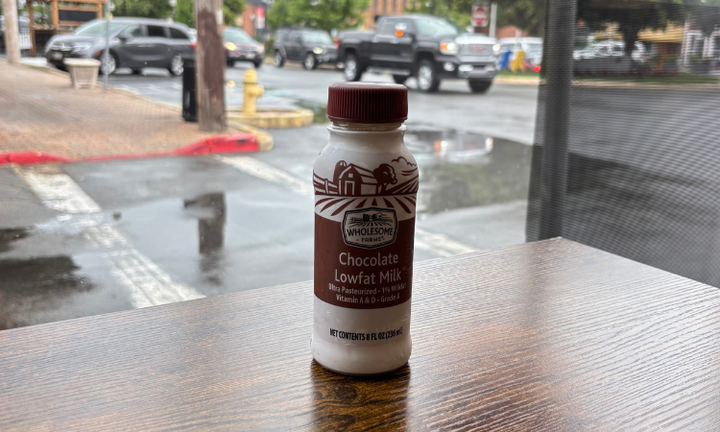 WHOLESOME
FARMS
Chocolate
Lowfat Milk
Ultra Pasteurized • 1% Milkfat
Vitamin A & D • Grade A
NET CONTENTS 8 FL OZ (236 mL)